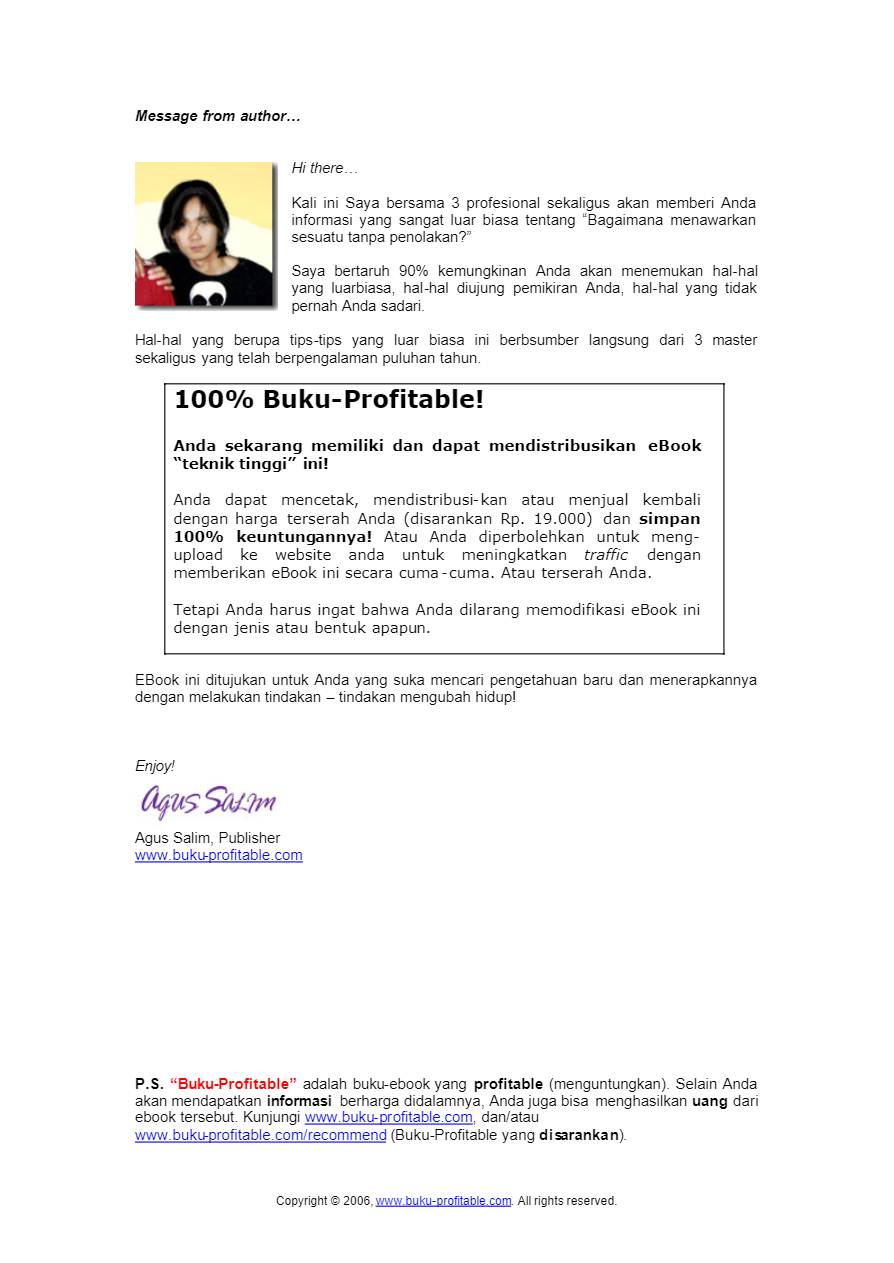 Message from author…
Hi there…
Kali ini Saya bersama 3 profesional sekaligus akan memberi Anda
informasi yang sangat luar biasa tentang “Bagaimana menawarkan
sesuatu tanpa penolakan?”
Saya bertaruh 90% kemungkinan Anda akan menemukan hal-hal
yang luarbiasa, hal-hal diujung pemikiran Anda, hal-hal yang tidak
pernah Anda sadari.
Hal-hal yang berupa tips-tips yang luar biasa ini berbsumber langsung dari 3 master
sekaligus yang telah berpengalaman puluhan tahun.
100% Buku-Profitable!
Anda sekarang memiliki dan dapat mendistribusikan eBook
“teknik tinggi” ini!
Anda dapat mencetak, mendistribusi-kan atau menjual kembali
dengan harga terserah Anda (disarankan Rp. 19.000) dan simpan
100% keuntungannya! Atau Anda diperbolehkan untuk meng-
upload ke website anda untuk meningkatkan traffic dengan
memberikan eBook ini secara cuma-cuma. Atau terserah Anda.
Tetapi Anda harus ingat bahwa Anda dilarang memodifikasi eBook ini
dengan jenis atau bentuk apapun.
EBook ini ditujukan untuk Anda yang suka mencari pengetahuan baru dan menerapkannya
dengan melakukan tindakan – tindakan mengubah hidup!
Enjoy!
Agus Salim
Agus Salim, Publisher
www.buku-profitable.com
P.S. “Buku-Profitable” adalah buku-ebook yang profitable (menguntungkan). Selain Anda
akan mendapatkan informasi berharga didalamnya, Anda juga bisa menghasilkan uang dari
ebook tersebut. Kunjungi www.buku-profitable.com, dan/atau
www.buku-profitable.com/recommend (Buku-Profitable yang disarankan).
Copyright © 2006, www.buku-profitable.com. All rights reserved.